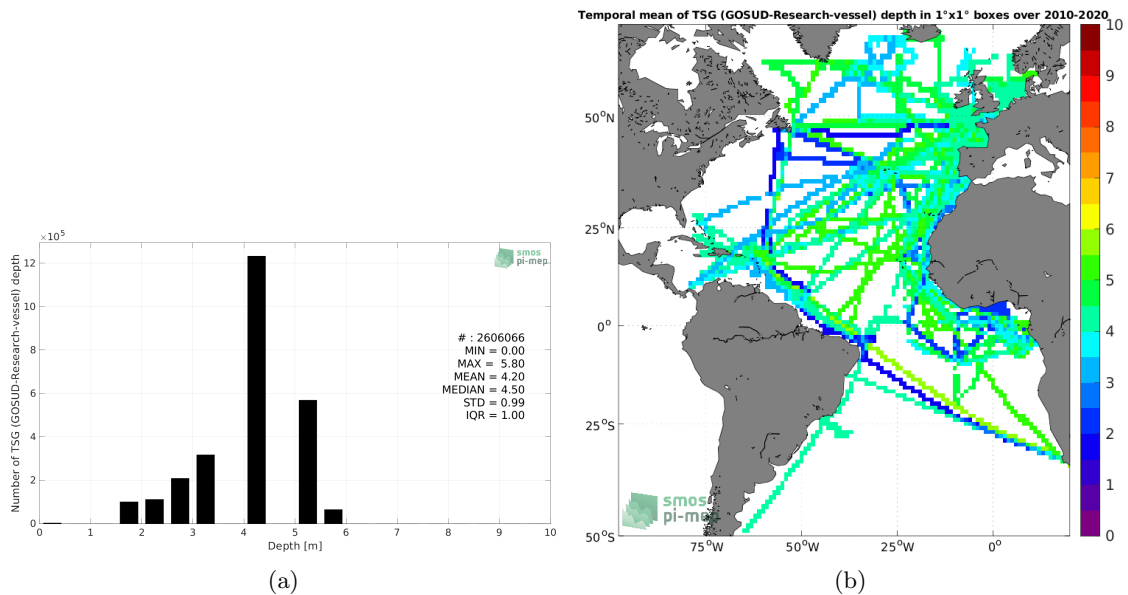 Temporal mean of TSG (GOSUD-Research-vessel) depth in 1°x1° boxes over 2010-2020
×10⁵
Number of TSG (GOSUD-Research-vessel) depth
12
10
8
6
4
2
0
0 1 2 3 4 5 6 7 8 9 10
Depth [m]
smos
pi-mep
# : 2606066
MIN = 0.00
MAX = 5.80
MEAN = 4.20
MEDIAN = 4.50
STD = 0.99
IQR = 1.00
(a)
50°N
25°N
0°
25°S
50°S
75°W 50°W 25°W 0°
smos
pi-mep
10
9
8
7
6
5
4
3
2
1
0
(b)